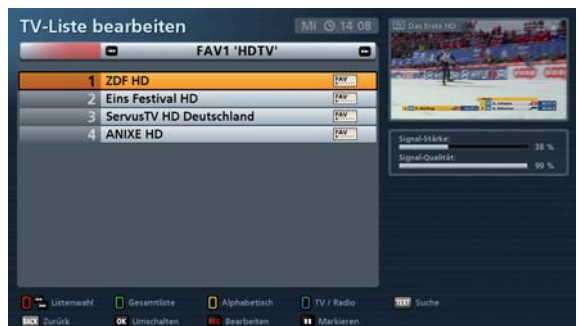 TV-Liste bearbeiten
Mi 14 08
Das Erste HD
FAV1 'HDTV'
1 ZDF HD FAV
2 Eins Festival HD FAV
3 ServusTV HD Deutschland FAV
4 ANIXE HD FAV
Signal-Stärke:
38 %
Signal-Qualität:
99 %
Listenwahl Gesamtliste Alphabetisch TV / Radio TEXT Suche
BACK Zurück OK Umschalten REC Bearbeiten Markieren